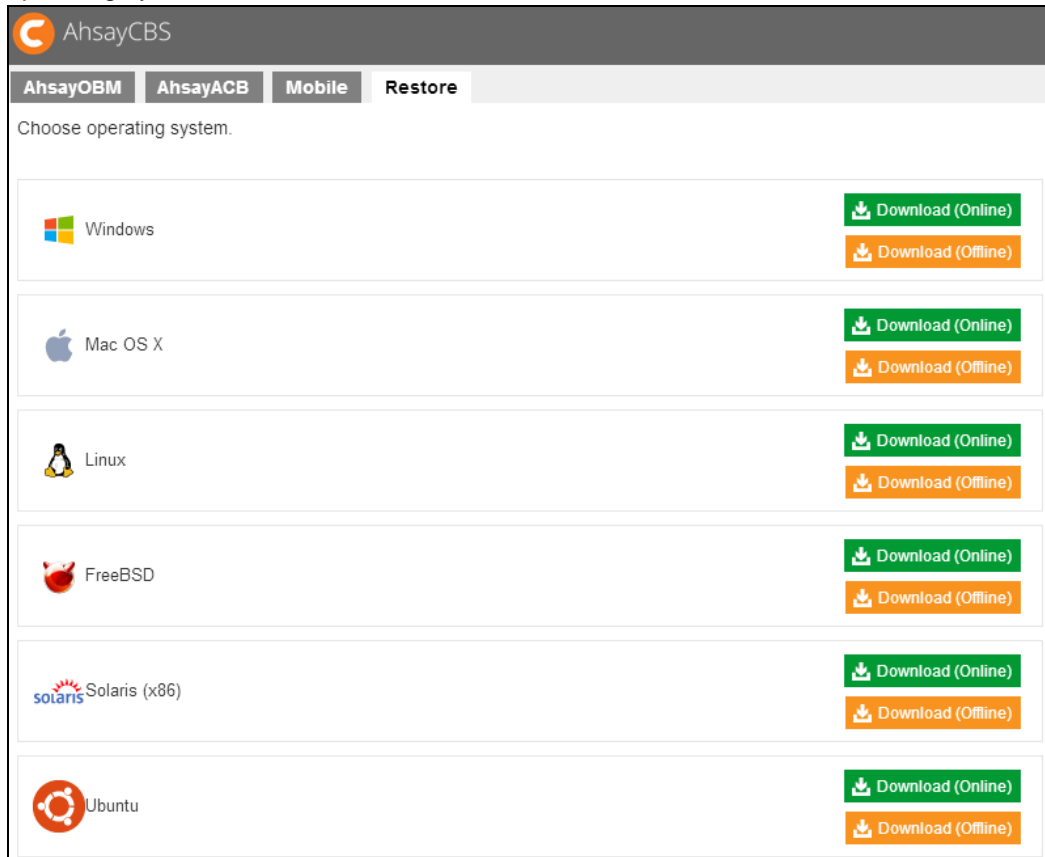 AhsayCBS
AhsayOBM AhsayACB Mobile Restore
Choose operating system.
Download (Online)
Windows
Download (Offline)
Download (Online)
Mac OS X
Download (Offline)
Download (Online)
Linux
Download (Offline)
Download (Online)
FreeBSD
Download (Offline)
Download (Online)
solaris Solaris (x86)
Download (Offline)
Download (Online)
Ubuntu
Download (Offline)